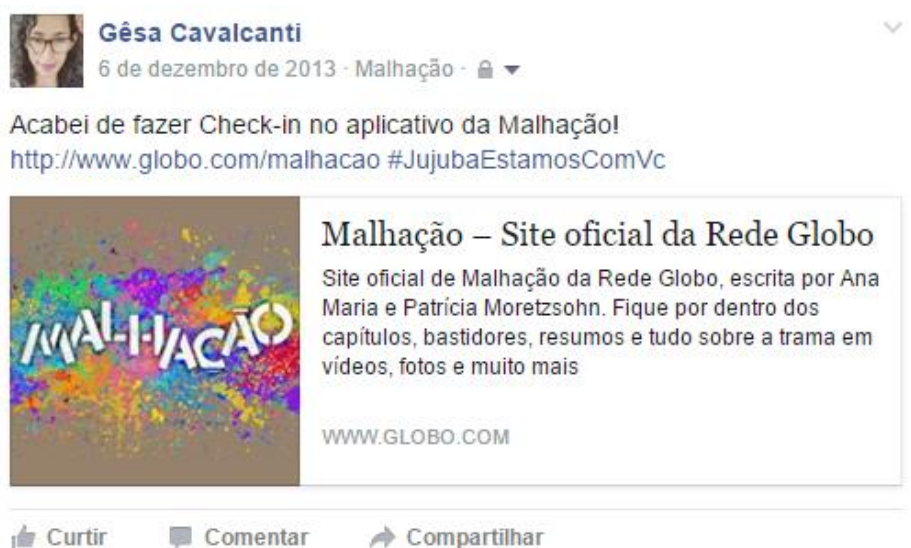 Gêsa Cavalcanti
6 de dezembro de 2013 · Malhação ·
Acabei de fazer Check-in no aplicativo da Malhação!
http://www.globo.com/malhacao #JujubaEstamosComVc
MALHAÇÃO
Malhação – Site oficial da Rede Globo
Site oficial de Malhação da Rede Globo, escrita por Ana
Maria e Patrícia Moretzsohn. Fique por dentro dos
capítulos, bastidores, resumos e tudo sobre a trama em
vídeos, fotos e muito mais
WWW.GLOBO.COM
Curtir Comentar Compartilhar